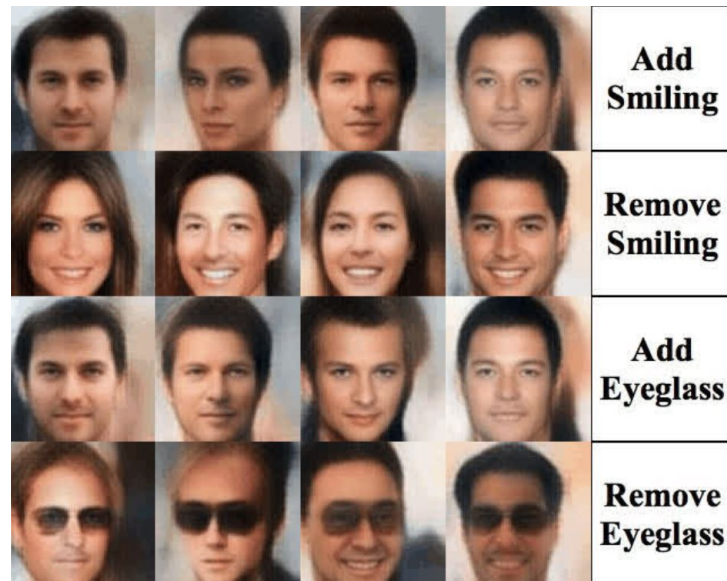 Add
Smiling
Remove
Smiling
Add
Eyeglass
Remove
Eyeglass